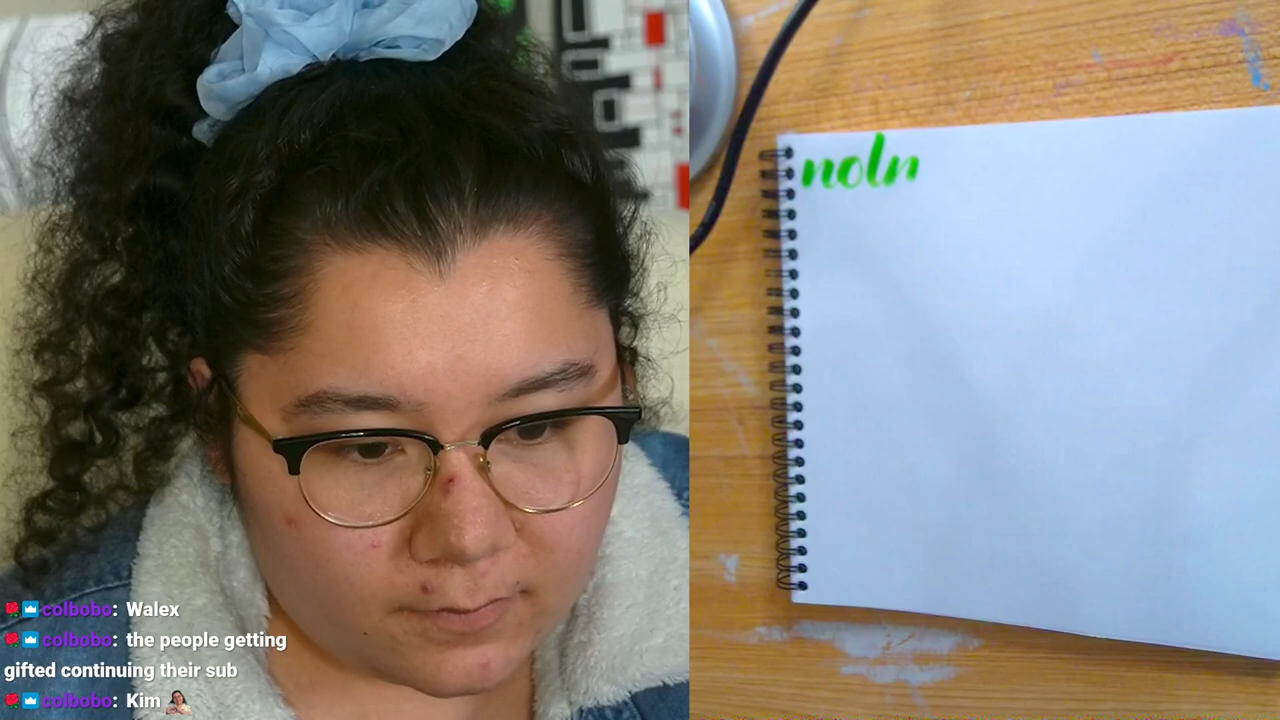 noln
colbobo: Walex
colbobo: the people getting
gifted continuing their sub
colbobo: Kim